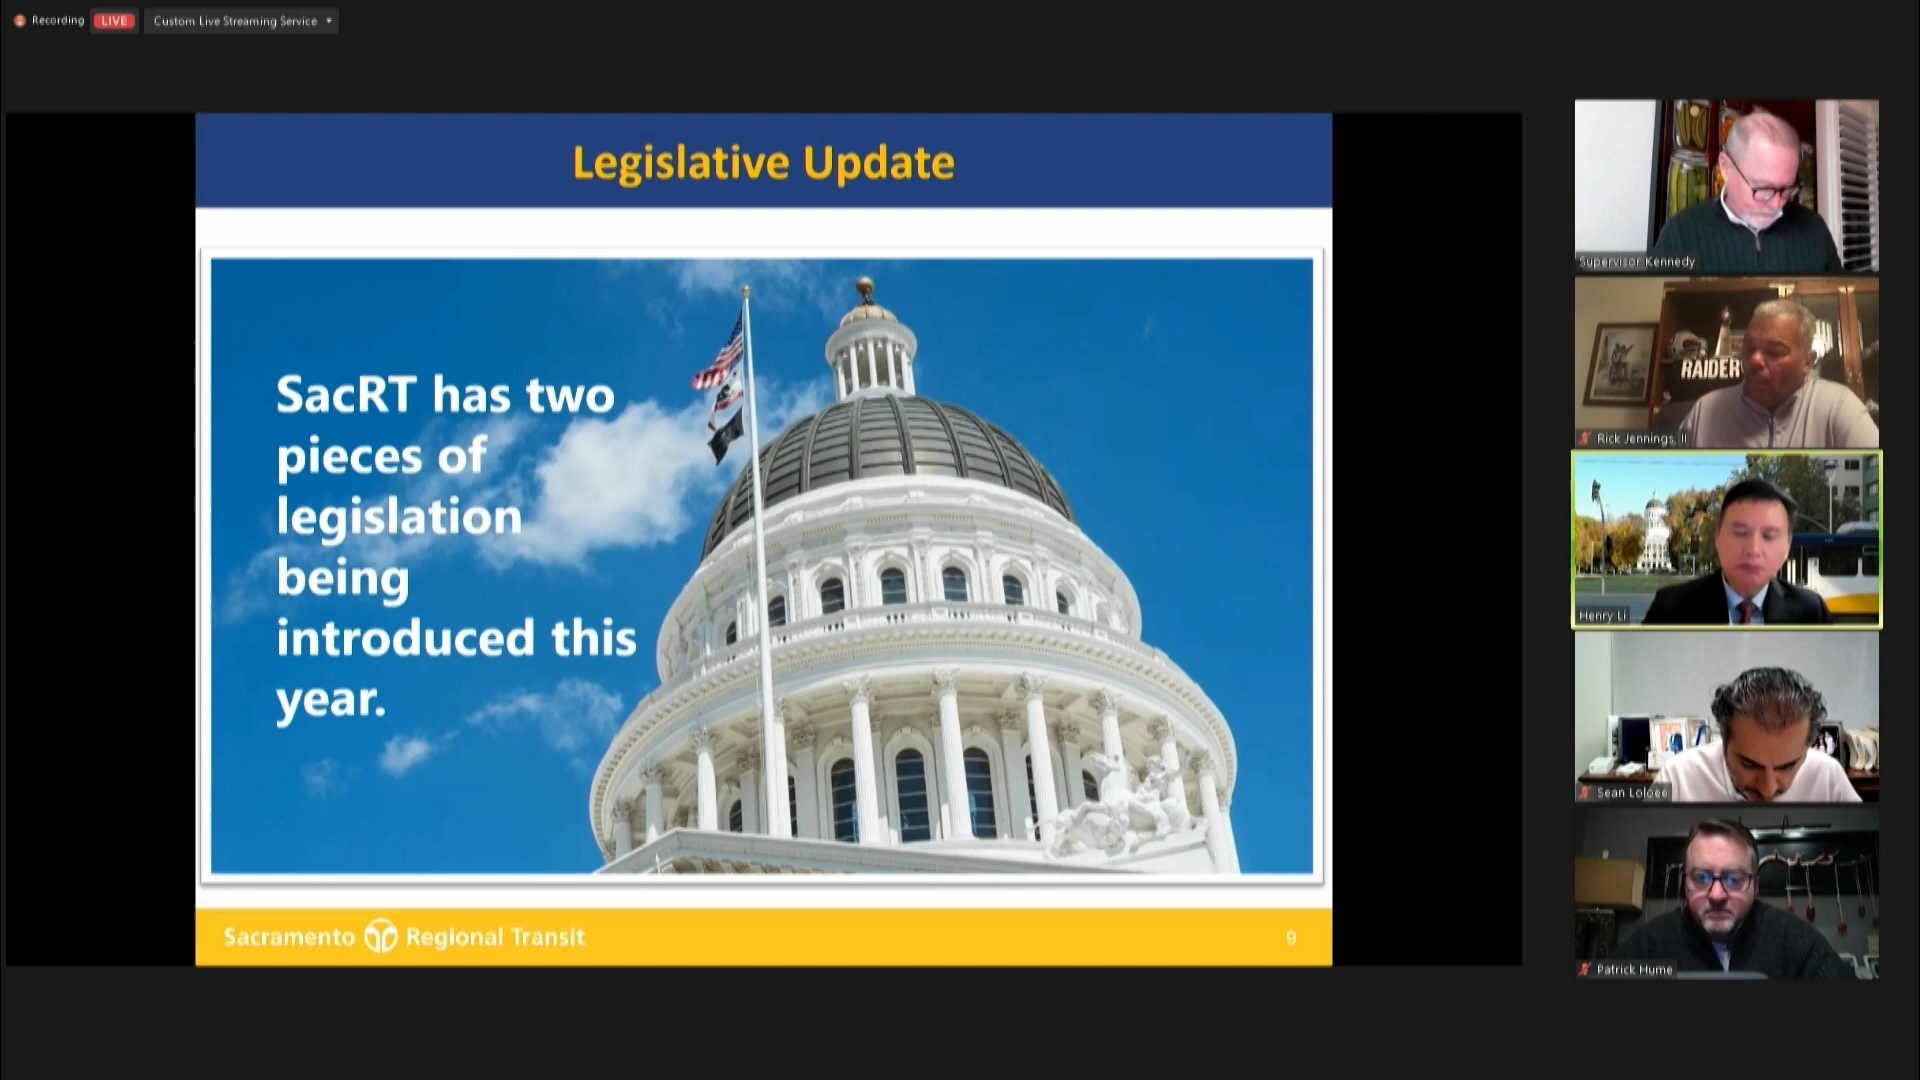 Recording
LIVE
Custom Live Streaming Service
Legislative Update
SacRT has two
pieces of
legislation
being
introduced this
year.
Sacramento Regional Transit
9
Supervisor Kennedy
RAIDER
Rick Jennings, II
Henry Li
Sean Loloee
Patrick Hume